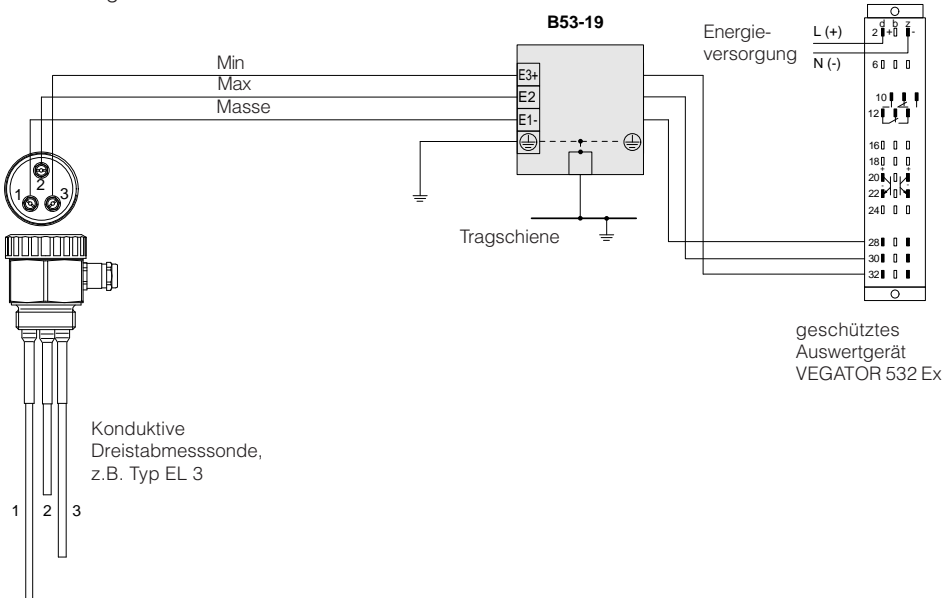 B53-19
Energie-
versorgung
L (+)
N (-)
d b z
2 + -
6
10
12
16
18
+ +
20
- -
22
24
28
30
32
Min
Max
Masse
E3+
E2
E1-
1 2 3
Tragschiene
geschütztes
Auswertgerät
VEGATOR 532 Ex
Konduktive
Dreistabmesssonde,
z.B. Typ EL 3
1 2 3